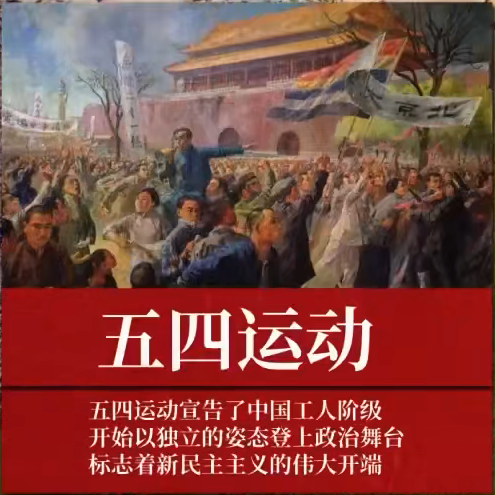 北京
五四运动
五四运动宣告了中国工人阶级
开始以独立的姿态登上政治舞台
标志着新民主主义的伟大开端